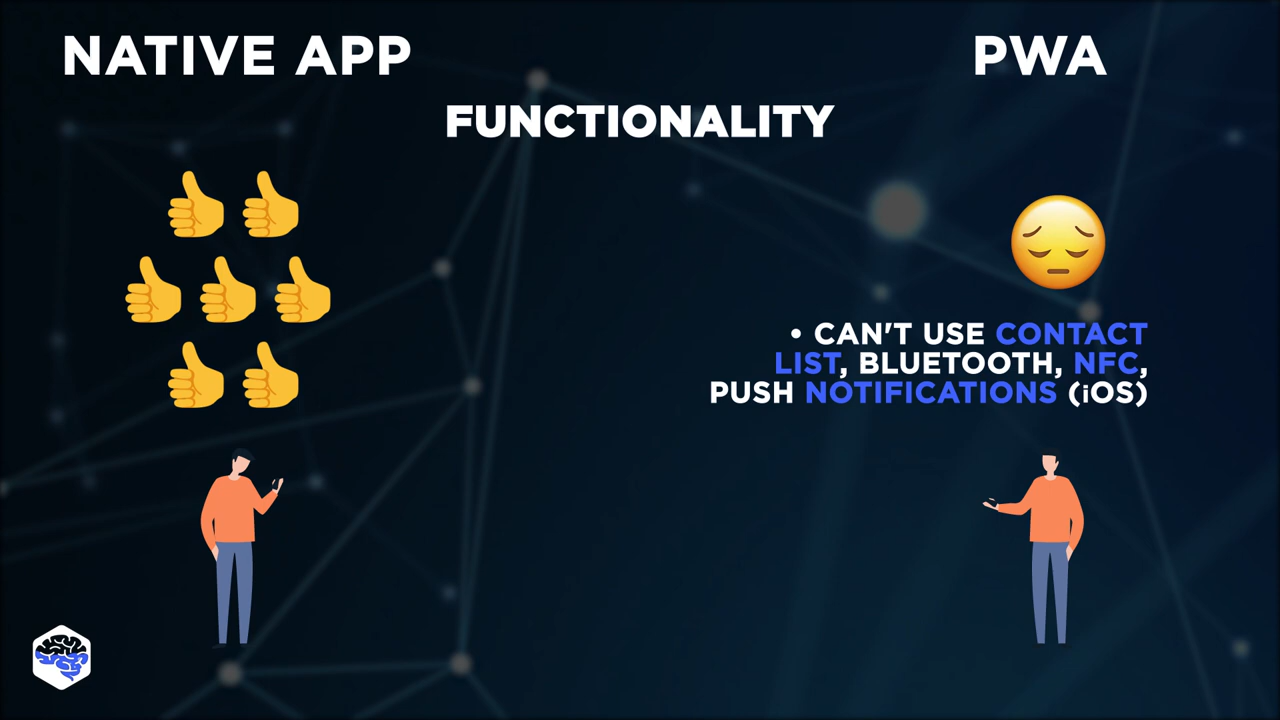 NATIVE APP
PWA
FUNCTIONALITY
• CAN'T USE CONTACT
LIST, BLUETOOTH, NFC,
PUSH NOTIFICATIONS (iOS)